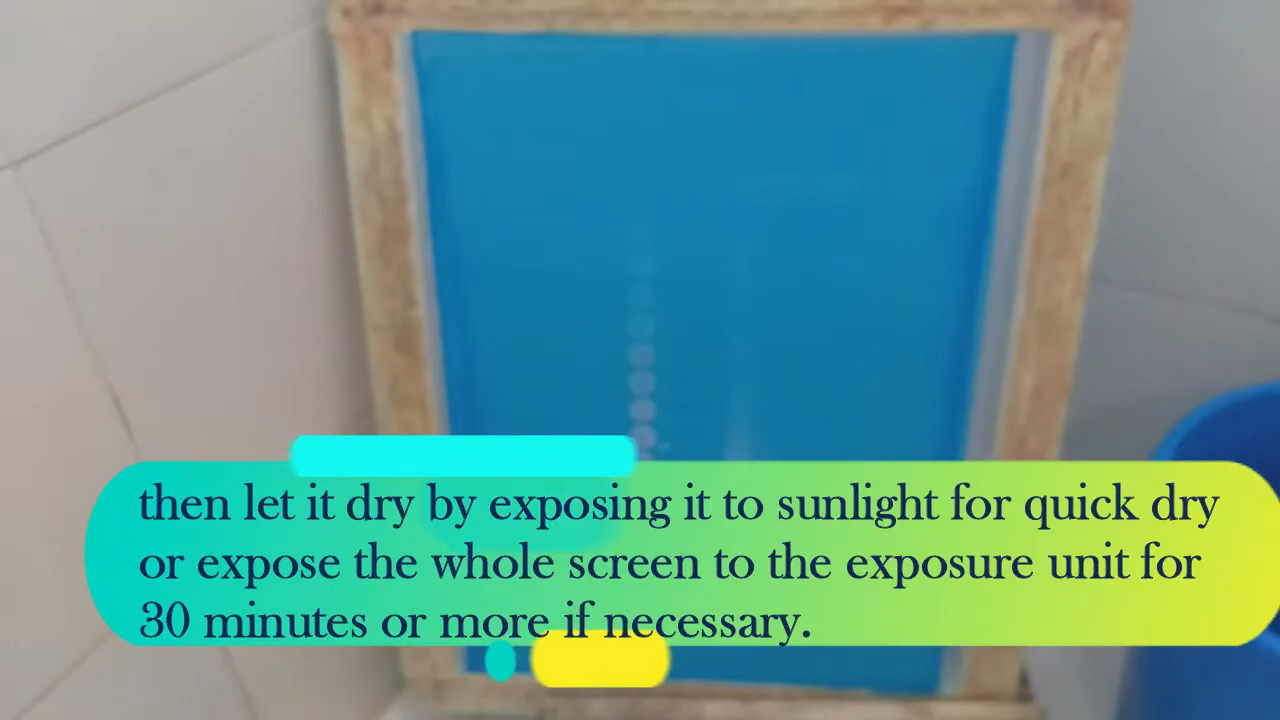 then let it dry by exposing it to sunlight for quick dry
or expose the whole screen to the exposure unit for
30 minutes or more if necessary.